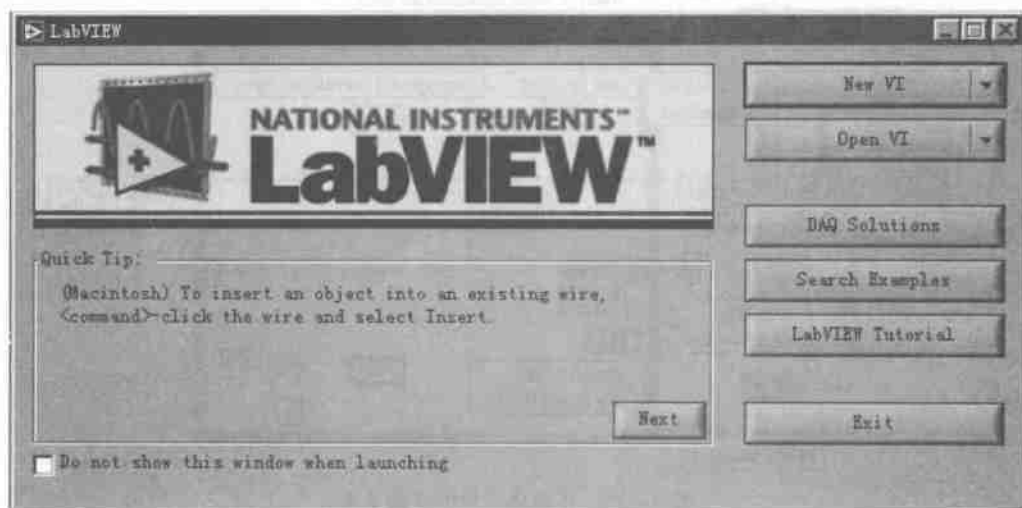 LabVIEW
NATIONAL INSTRUMENTS™
LabVIEW™
New VI
Open VI
DAQ Solutions
Search Examples
LabVIEW Tutorial
Exit
Quick Tip:
(Macintosh) To insert an object into an existing wire,
<command>-click the wire and select Insert.
Next
Do not show this window when launching